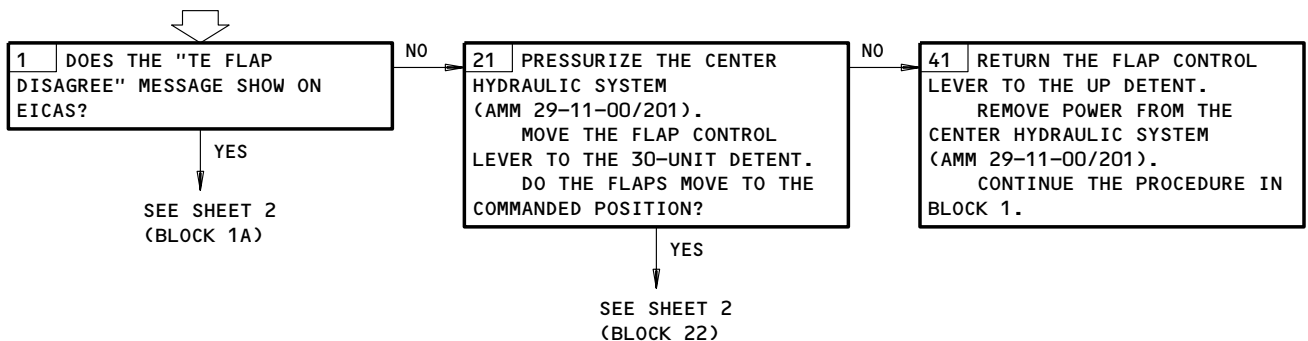 1 DOES THE "TE FLAP
DISAGREE" MESSAGE SHOW ON
EICAS?
NO
YES
SEE SHEET 2
(BLOCK 1A)
21 PRESSURIZE THE CENTER
HYDRAULIC SYSTEM
(AMM 29-11-00/201).
MOVE THE FLAP CONTROL
LEVER TO THE 30-UNIT DETENT.
DO THE FLAPS MOVE TO THE
COMMANDED POSITION?
NO
YES
SEE SHEET 2
(BLOCK 22)
41 RETURN THE FLAP CONTROL
LEVER TO THE UP DETENT.
REMOVE POWER FROM THE
CENTER HYDRAULIC SYSTEM
(AMM 29-11-00/201).
CONTINUE THE PROCEDURE IN
BLOCK 1.